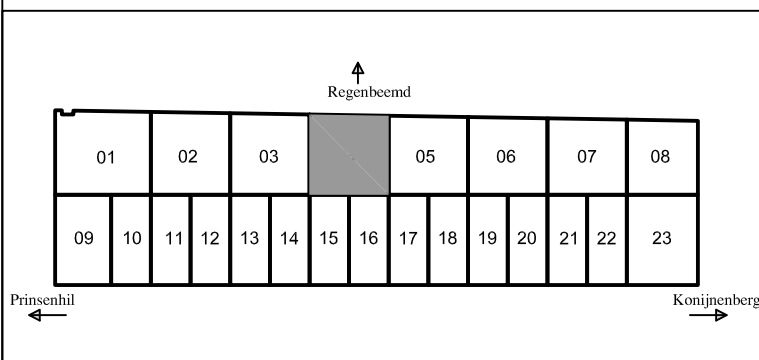 Regenbeemd
01 02 03 05 06 07 08
09 10 11 12 13 14 15 16 17 18 19 20 21 22 23
Prinsenhil Konijnenberg